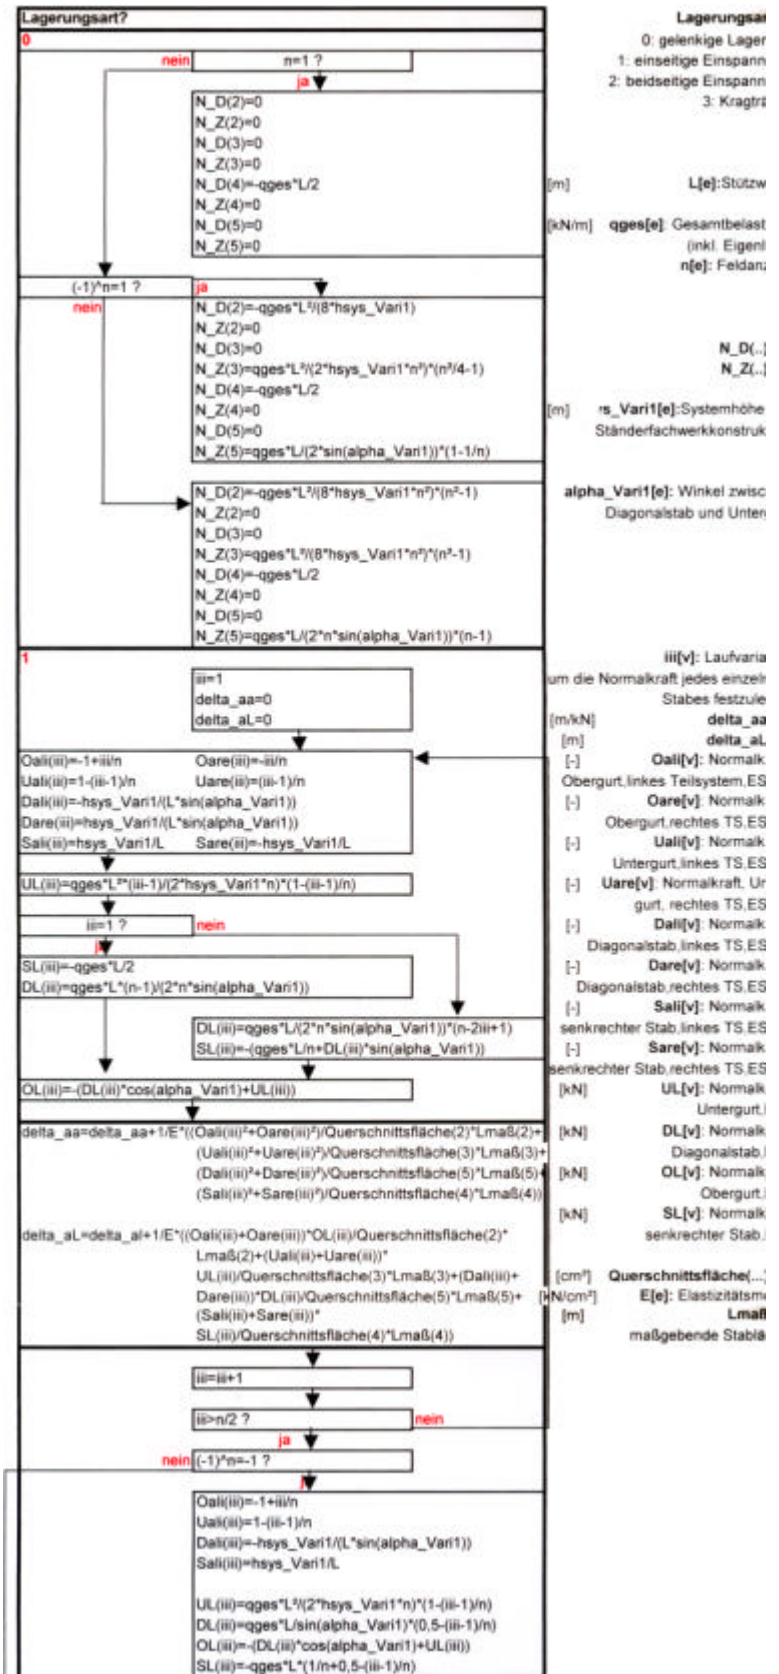 Lagerungsart?
Lagerungsar
0
0: gelenkige Lager
nein n=1 ?
1: einseitige Einspann
ja
2: beidseitige Einspann
3: Kragträ
N_D(2)=0
N_Z(2)=0
N_D(3)=0
N_Z(3)=0
N_D(4)=-qges*L/2
N_Z(4)=0
N_D(5)=0
N_Z(5)=0
[m] L[e]:Stützw
[kN/m] qges[e]: Gesamtbelast
(inkl. Eigenl
n[e]: Feldanz
(-1)^n=1 ? ja
nein
N_D(2)=-qges*L²/(8*hsys_Vari1)
N_Z(2)=0
N_D(3)=0
N_Z(3)=qges*L²/(2*hsys_Vari1*n²)*(n²/4-1)
N_D(4)=-qges*L/2
N_Z(4)=0
N_D(5)=0
N_Z(5)=qges*L/(2*sin(alpha_Vari1))*(1-1/n)
N_D(..)
N_Z(..)
[m] s_Vari1[e]:Systemhöhe
Ständerfachwerkkonstruk
N_D(2)=-qges*L²/(8*hsys_Vari1*n²)*(n²-1)
N_Z(2)=0
N_D(3)=0
N_Z(3)=qges*L²/(8*hsys_Vari1*n²)*(n²-1)
N_D(4)=-qges*L/2
N_Z(4)=0
N_D(5)=0
N_Z(5)=qges*L/(2*n*sin(alpha_Vari1))*(n-1)
alpha_Vari1[e]: Winkel zwisc
Diagonalstab und Unterg
1
iii=1
delta_aa=0
delta_aL=0
iii[v]: Laufvaria
um die Normalkraft jedes einzeln
Stabes festzule
[m/kN] delta_aa
[m] delta_aL
Oali(iii)=-1+iii/n Oare(iii)=-iii/n
Uali(iii)=1-(iii-1)/n Uare(iii)=(iii-1)/n
Dali(iii)=-hsys_Vari1/(L*sin(alpha_Vari1))
Dare(iii)=hsys_Vari1/(L*sin(alpha_Vari1))
Sali(iii)=hsys_Vari1/L Sare(iii)=-hsys_Vari1/L
[-] Oali[v]: Normalk
Obergurt,linkes Teilsystem,ES
[-] Oare[v]: Normalk
Obergurt,rechtes TS,ES
[-] Uali[v]: Normalk
Untergurt,linkes TS,ES
UL(iii)=qges*L²*(iii-1)/(2*hsys_Vari1*n)*(1-(iii-1)/n)
[-] Uare[v]: Normalkraft, Un
gurt, rechtes TS,ES
iii=1 ? nein
ja
[-] Dali[v]: Normalk
Diagonalstab,linkes TS,ES
SL(iii)=-qges*L/2
DL(iii)=qges*L*(n-1)/(2*n*sin(alpha_Vari1))
[-] Dare[v]: Normalk
Diagonalstab,rechtes TS,ES
DL(iii)=qges*L/(2*n*sin(alpha_Vari1))*(n-2iii+1)
SL(iii)=-(qges*L/n+DL(iii)*sin(alpha_Vari1))
[-] Sali[v]: Normalk
senkrechter Stab,linkes TS,ES
[-] Sare[v]: Normalk
senkrechter Stab,rechtes TS,ES
OL(iii)=-(DL(iii)*cos(alpha_Vari1)+UL(iii))
[kN] UL[v]: Normalk
Untergurt,l
delta_aa=delta_aa+1/E*((Oali(iii)²+Oare(iii)²)/Querschnittsfläche(2)*Lmaß(2)+
(Uali(iii)²+Uare(iii)²)/Querschnittsfläche(3)*Lmaß(3)+
(Dali(iii)²+Dare(iii)²)/Querschnittsfläche(5)*Lmaß(5)+
(Sali(iii)²+Sare(iii)²)/Querschnittsfläche(4)*Lmaß(4))
[kN] DL[v]: Normalk
Diagonalstab,l
[kN] OL[v]: Normalk
Obergurt,l
[kN] SL[v]: Normalk
senkrechter Stab,l
delta_aL=delta_al+1/E*((Oali(iii)+Oare(iii))*OL(iii)/Querschnittsfläche(2)*
Lmaß(2)+(Uali(iii)+Uare(iii))*
UL(iii)/Querschnittsfläche(3)*Lmaß(3)+(Dali(iii)+
Dare(iii))*DL(iii)/Querschnittsfläche(5)*Lmaß(5)+
(Sali(iii)+Sare(iii))*
SL(iii)/Querschnittsfläche(4)*Lmaß(4))
[cm²] Querschnittsfläche(...)
[kN/cm²] E[e]: Elastizitätsmo
[m] Lmaß
maßgebende Stablä
iii=iii+1
iii>n/2 ? nein
ja
nein (-1)^n=-1 ?
j
Oali(iii)=-1+iii/n
Uali(iii)=1-(iii-1)/n
Dali(iii)=-hsys_Vari1/(L*sin(alpha_Vari1))
Sali(iii)=hsys_Vari1/L
UL(iii)=qges*L²/(2*hsys_Vari1*n)*(1-(iii-1)/n)
DL(iii)=qges*L/sin(alpha_Vari1)*(0,5-(iii-1)/n)
OL(iii)=-(DL(iii)*cos(alpha_Vari1)+UL(iii))
SL(iii)=-qges*L*(1/n+0,5-(iii-1)/n)